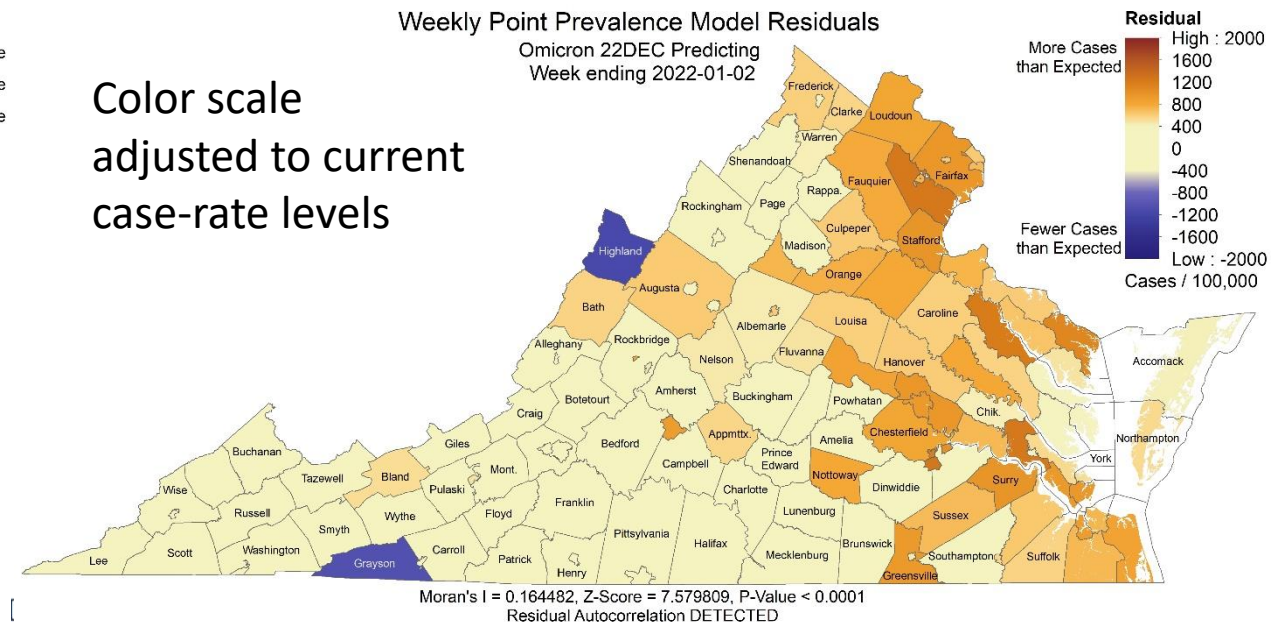 Weekly Point Prevalence Model Residuals
Omicron 22DEC Predicting
Week ending 2022-01-02
e
e
e
Color scale
adjusted to current
case-rate levels
Residual
More Cases
than Expected
High : 2000
1600
1200
800
400
0
-400
-800
-1200
-1600
Low : -2000
Fewer Cases
than Expected
Cases / 100,000
Frederick
Clarke
Loudoun
Warren
Shenandoah
Fairfax
Fauquier
Rappa.
Page
Rockingham
Culpeper
Stafford
Madison
Highland
Orange
Augusta
Bath
Caroline
Louisa
Albemarle
Accomack
Rockbridge
Alleghany
Fluvanna
Nelson
Hanover
Amherst
Buckingham
Powhatan
Botetourt
Chik.
Craig
Northampton
Chesterfield
Appmttx.
Amelia
Giles
Bedford
Buchanan
Prince
Edward
York
Campbell
Mont.
Nottoway
Bland
Tazewell
Surry
Dinwiddie
Pulaski
Charlotte
Wise
Franklin
Lunenburg
Russell
Floyd
Wythe
Sussex
Smyth
Pittsylvania
Halifax
Brunswick
Washington
Carroll
Mecklenburg
Southampton
Suffolk
Scott
Patrick
Lee
Grayson
Henry
Greensville
Moran's I = 0.164482, Z-Score = 7.579809, P-Value < 0.0001
Residual Autocorrelation DETECTED
[